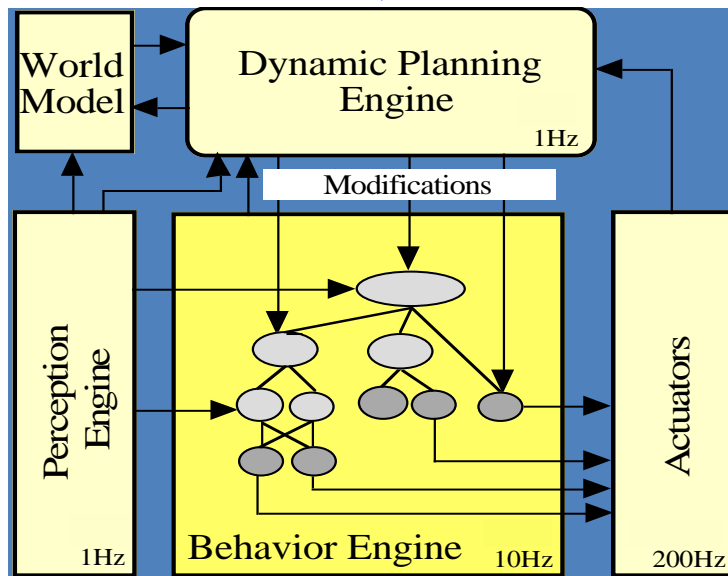 World
Model
Dynamic Planning
Engine
1Hz
Modifications
Perception
Engine
1Hz
Behavior Engine
10Hz
Actuators
200Hz